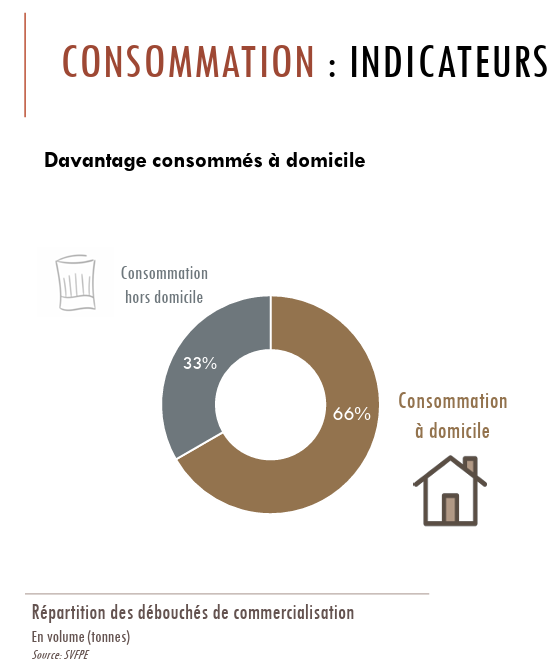 CONSOMMATION : INDICATEURS
Davantage consommés à domicile
Consommation
hors domicile
33%
66%
Consommation
à domicile
Répartition des débouchés de commercialisation
En volume (tonnes)
Source: SVFPE